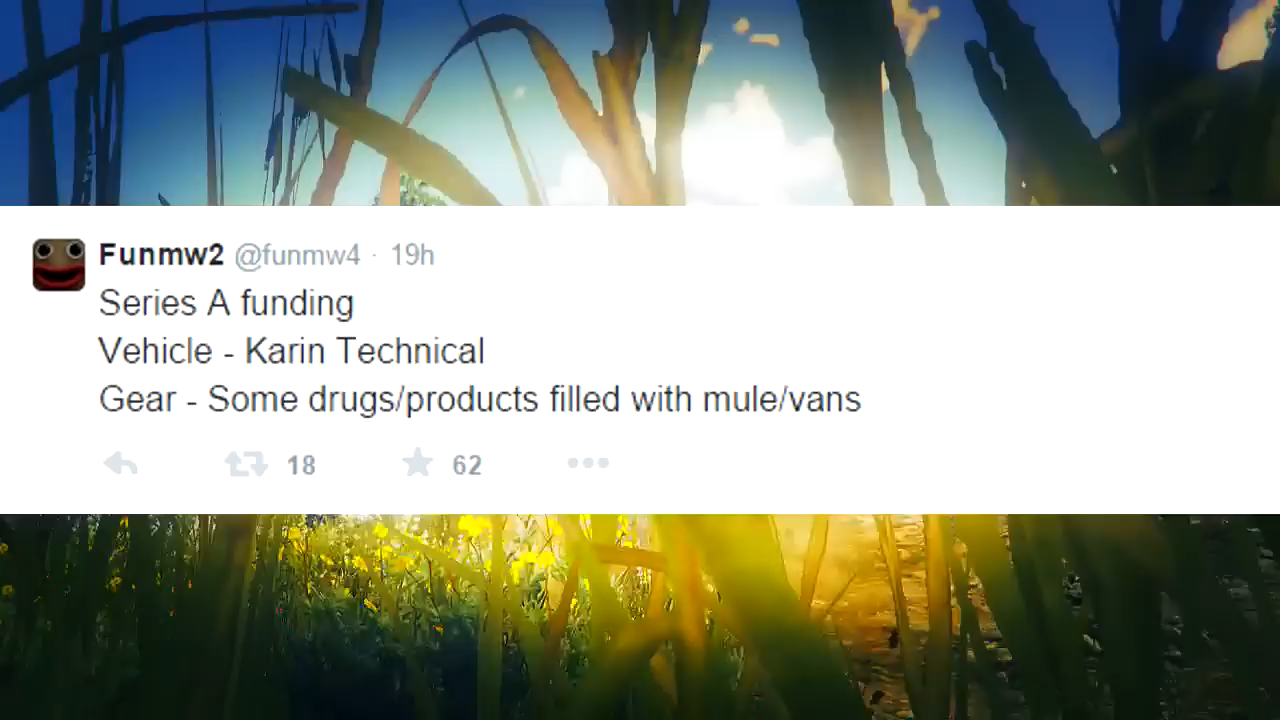 Funmw2 @funmw4 · 19h
Series A funding
Vehicle - Karin Technical
Gear - Some drugs/products filled with mule/vans
18 62